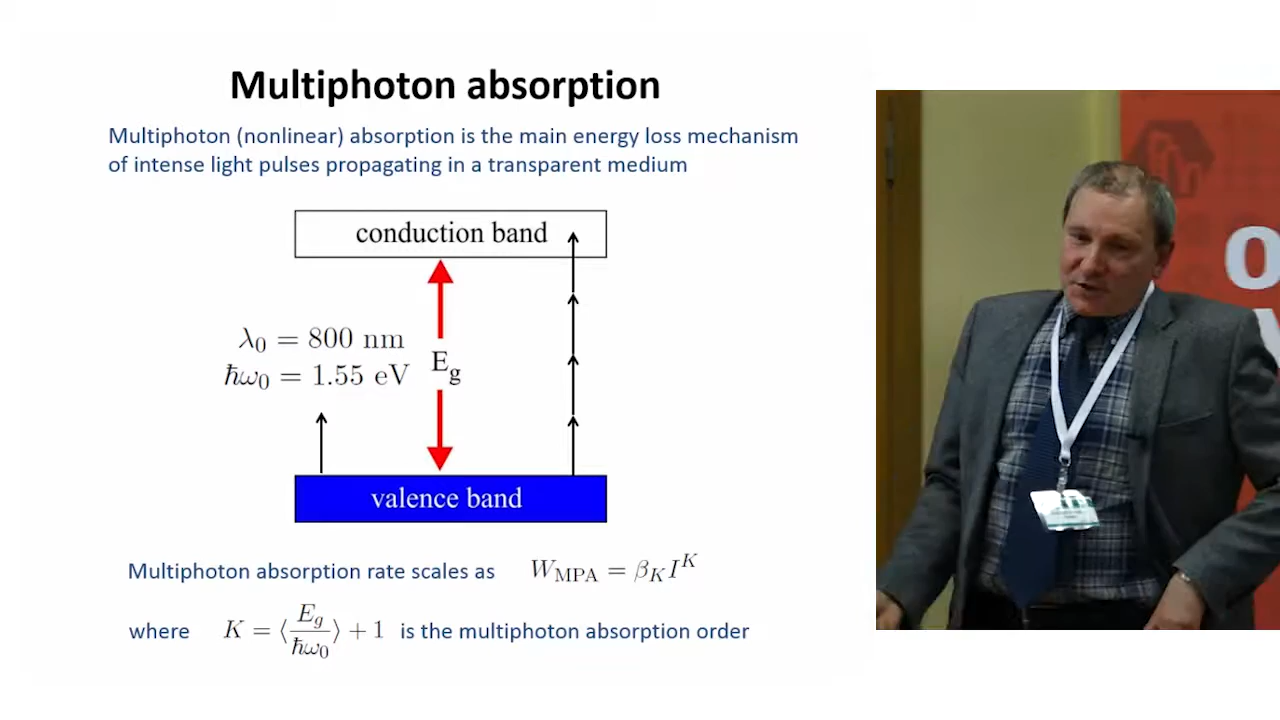 Multiphoton absorption
Multiphoton (nonlinear) absorption is the main energy loss mechanism
of intense light pulses propagating in a transparent medium
conduction band
λ₀ = 800 nm
ħω₀ = 1.55 eV
E_g
valence band
Multiphoton absorption rate scales as W_MPA = β_K I^K
where K = ⟨E_g/ħω₀⟩ + 1 is the multiphoton absorption order
o